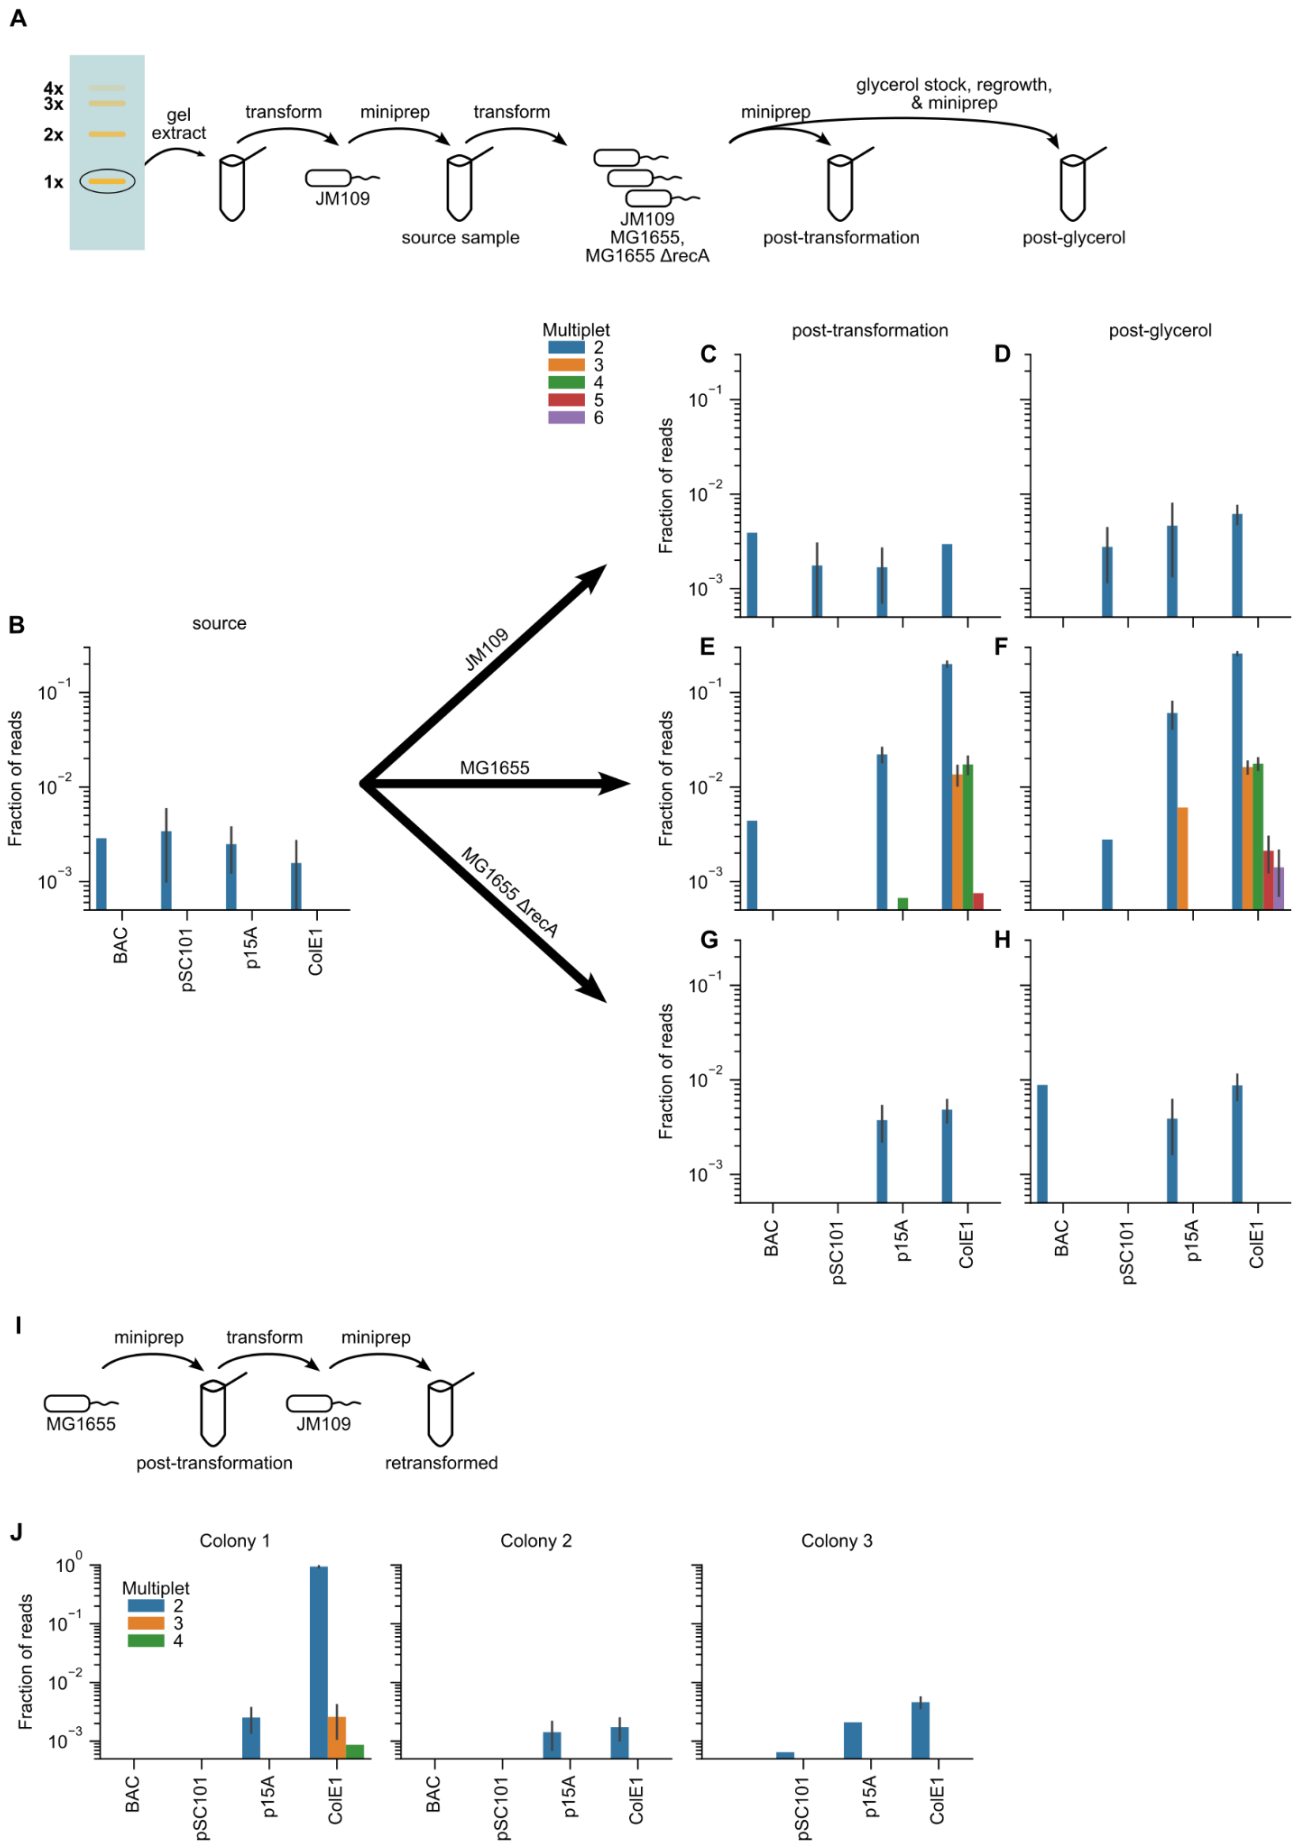 A
4x
3x
2x
1x
gel
extract
transform
miniprep
transform
miniprep
glycerol stock, regrowth,
& miniprep
JM109
source sample
JM109
MG1655,
MG1655 ΔrecA
post-transformation
post-glycerol
Multiplet
2
3
4
5
6
post-transformation
post-glycerol
C
Fraction of reads
10⁻¹
10⁻²
10⁻³
D
B
source
Fraction of reads
10⁻¹
10⁻²
10⁻³
BAC
pSC101
p15A
ColE1
JM109
MG1655
MG1655 ΔrecA
E
Fraction of reads
10⁻¹
10⁻²
10⁻³
F
G
Fraction of reads
10⁻¹
10⁻²
10⁻³
BAC
pSC101
p15A
ColE1
H
BAC
pSC101
p15A
ColE1
I
miniprep
transform
miniprep
MG1655
JM109
post-transformation
retransformed
J
Colony 1
Colony 2
Colony 3
Fraction of reads
10⁰
10⁻¹
10⁻²
10⁻³
Multiplet
2
3
4
BAC
pSC101
p15A
ColE1
BAC
pSC101
p15A
ColE1
pSC101
p15A
ColE1